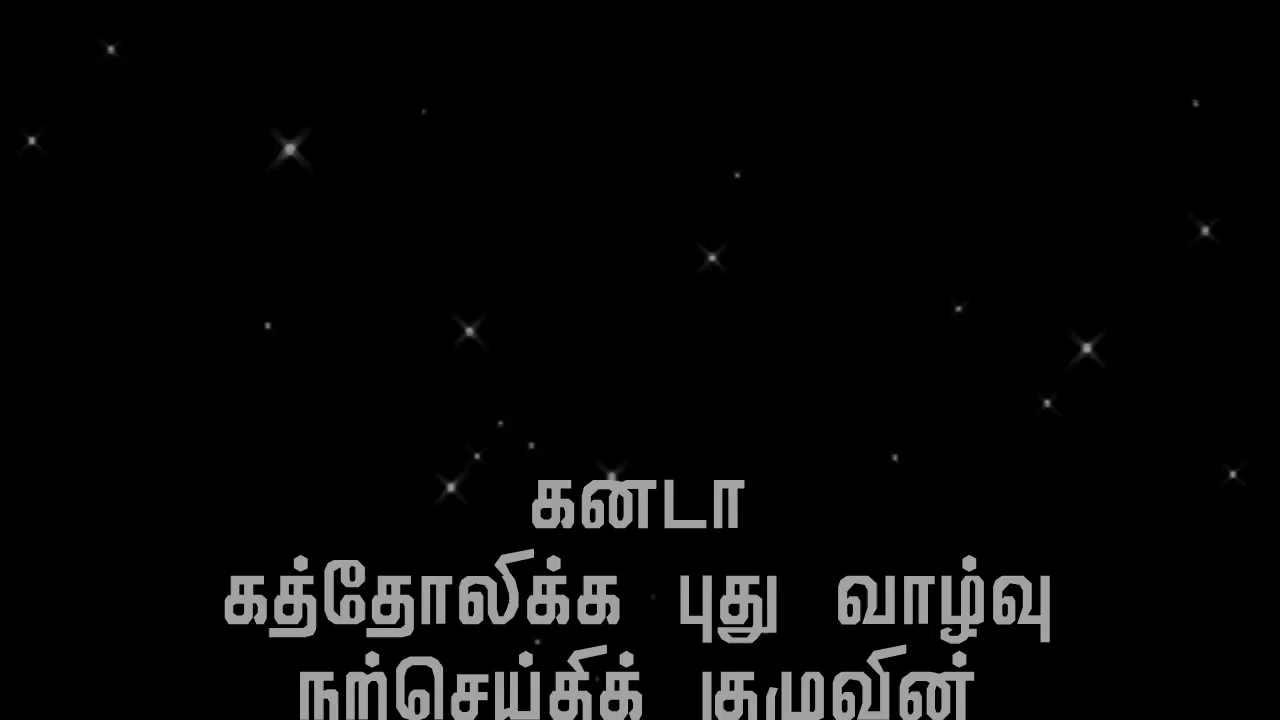 கனடா
கத்தோலிக்க புது வாழ்வு
நற்செய்திக் குழுவின்